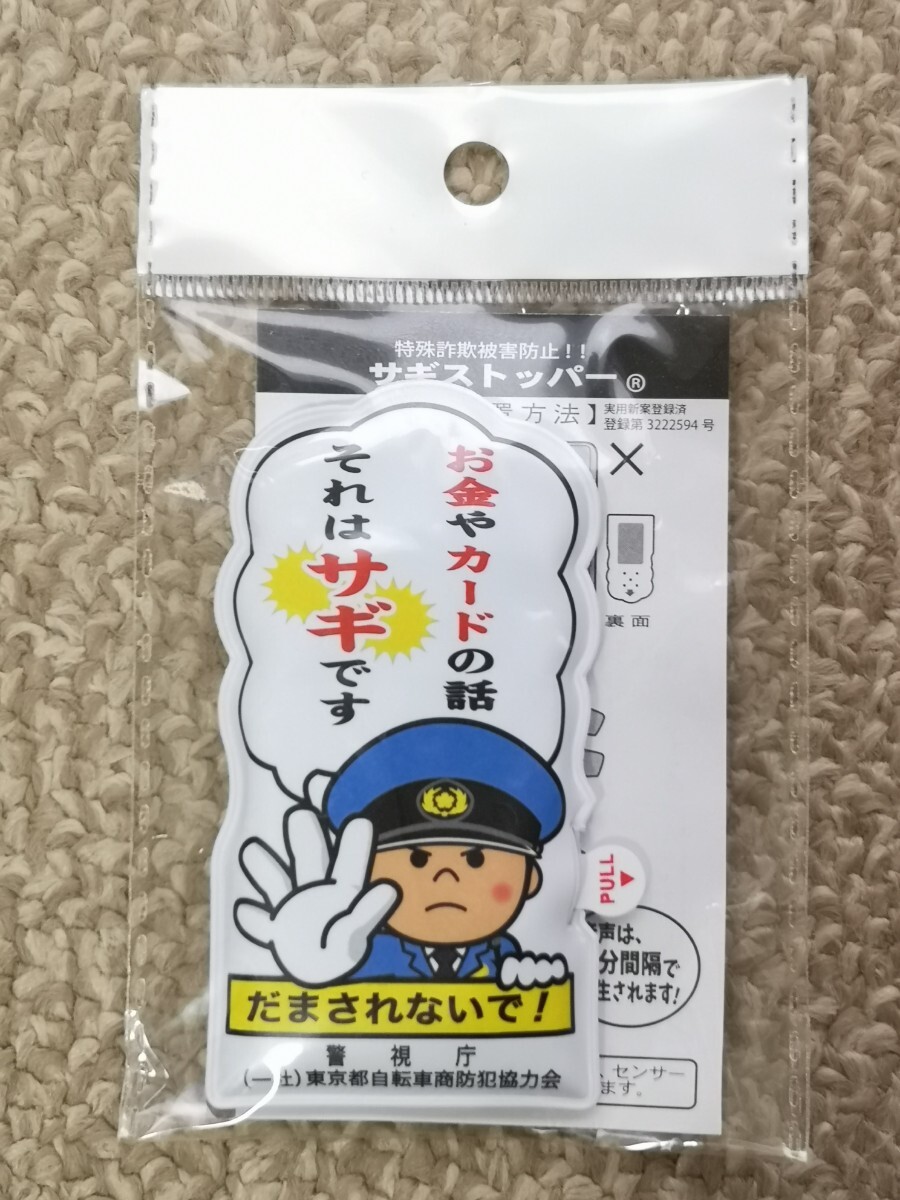 特殊詐欺被害防止!!
サギストッパー®
置方法】
実用新案登録済
登録第3222594号
×
裏面
お金やカードの話
それはサギです
PULL
声は、
分間隔で
生されます!
だまされないで!
警視庁
(一社)東京都自転車商防犯協力会
、センサー
ます。